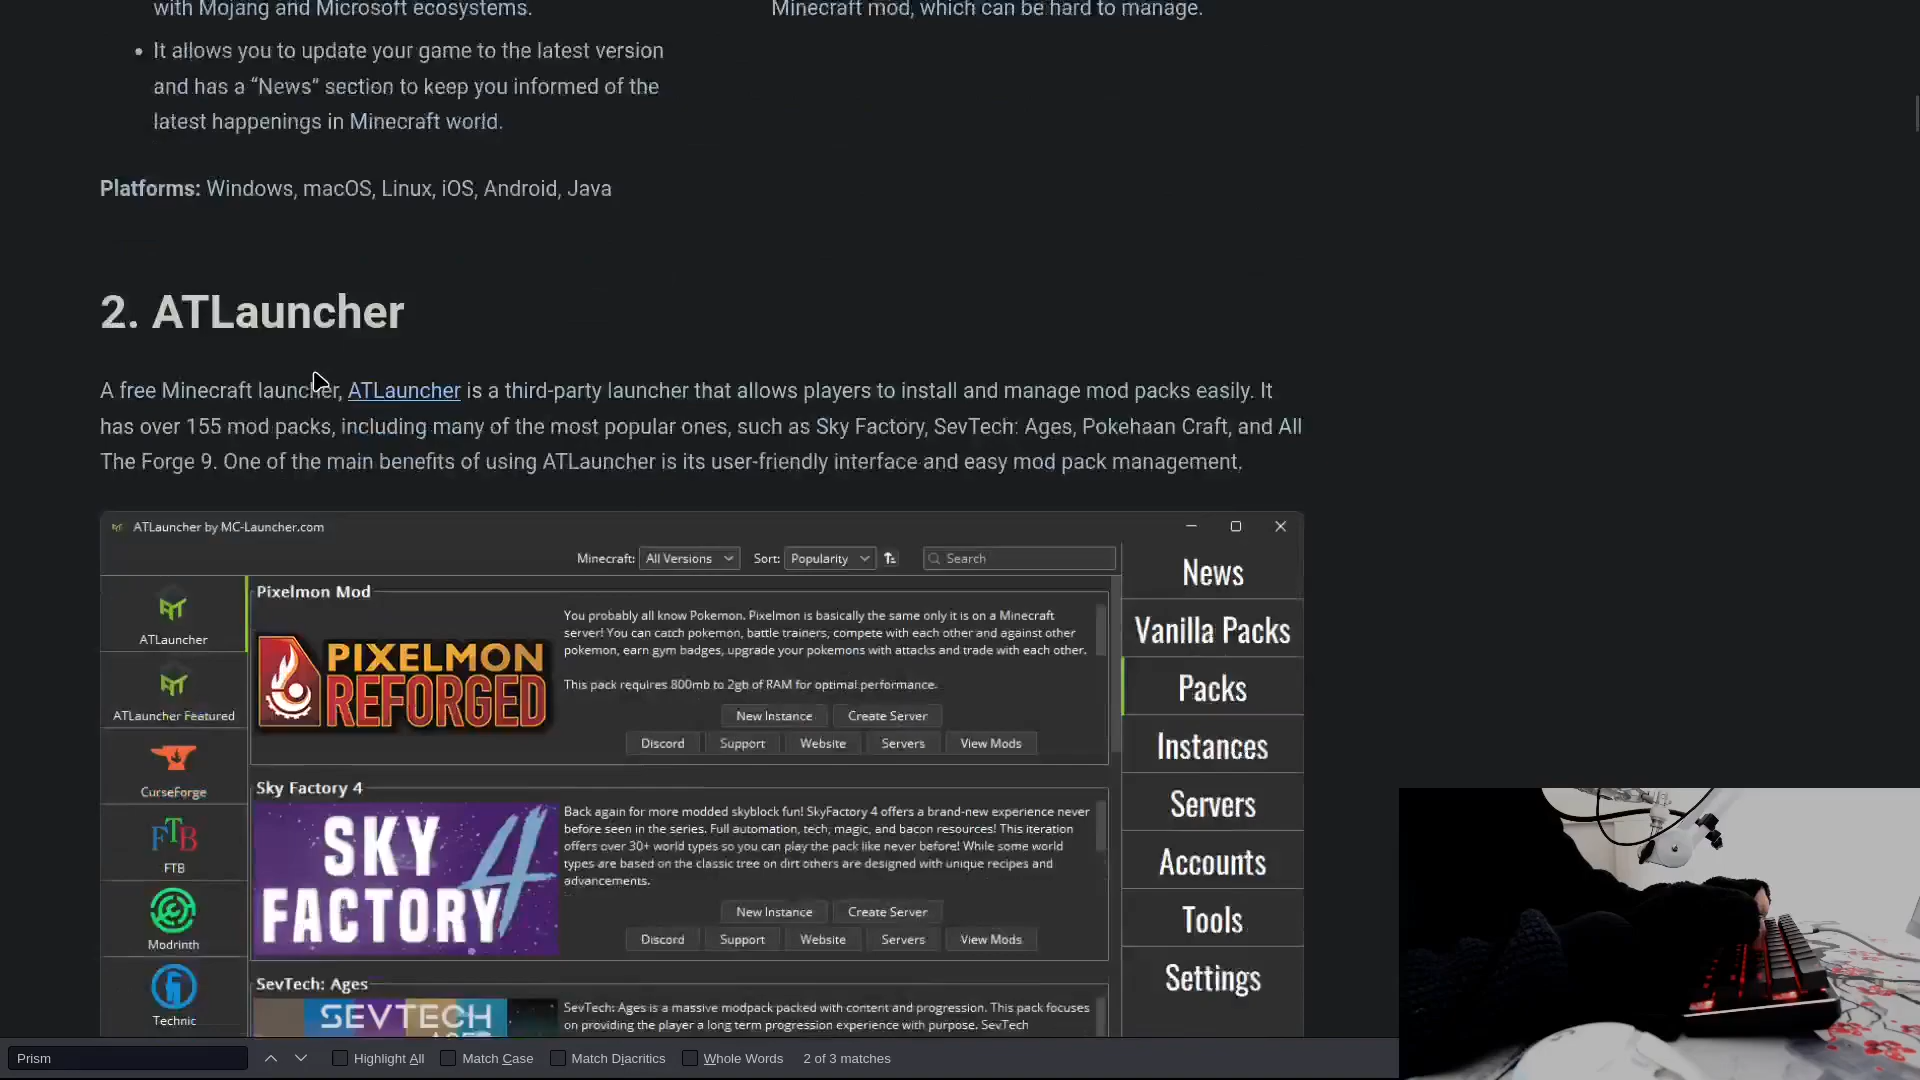 with Mojang and Microsoft ecosystems.
Minecraft mod, which can be hard to manage.
• It allows you to update your game to the latest version
and has a “News” section to keep you informed of the
latest happenings in Minecraft world.
Platforms: Windows, macOS, Linux, iOS, Android, Java
2. ATLauncher
A free Minecraft launcher, ATLauncher is a third-party launcher that allows players to install and manage mod packs easily. It
has over 155 mod packs, including many of the most popular ones, such as Sky Factory, SevTech: Ages, Pokehaan Craft, and All
The Forge 9. One of the main benefits of using ATLauncher is its user-friendly interface and easy mod pack management.
ATLauncher by MC-Launcher.com
Minecraft: All Versions Sort: Popularity Search
ATLauncher
ATLauncher Featured
CurseForge
FTB
FTB
Modrinth
Technic
Pixelmon Mod
PIXELMON
REFORGED
You probably all know Pokemon. Pixelmon is basically the same only it is on a Minecraft
server! You can catch pokemon, battle trainers, compete with each other and against other
pokemon, earn gym badges, upgrade your pokemons with attacks and trade with each other.
This pack requires 800mb to 2gb of RAM for optimal performance.
New Instance Create Server
Discord Support Website Servers View Mods
Sky Factory 4
SKY
FACTORY 4
Back again for more modded skyblock fun! SkyFactory 4 offers a brand-new experience never
before seen in the series. Full automation, tech, magic, and bacon resources! This iteration
offers over 30+ world types so you can play the pack like never before! While some world
types are based on the classic tree on dirt others are designed with unique recipes and
advancements.
New Instance Create Server
Discord Support Website Servers View Mods
SevTech: Ages
SEVTECH
SevTech: Ages is a massive modpack packed with content and progression. This pack focuses
on providing the player a long term progression experience with purpose. SevTech
News
Vanilla Packs
Packs
Instances
Servers
Accounts
Tools
Settings
Prism Highlight All Match Case Match Diacritics Whole Words 2 of 3 matches